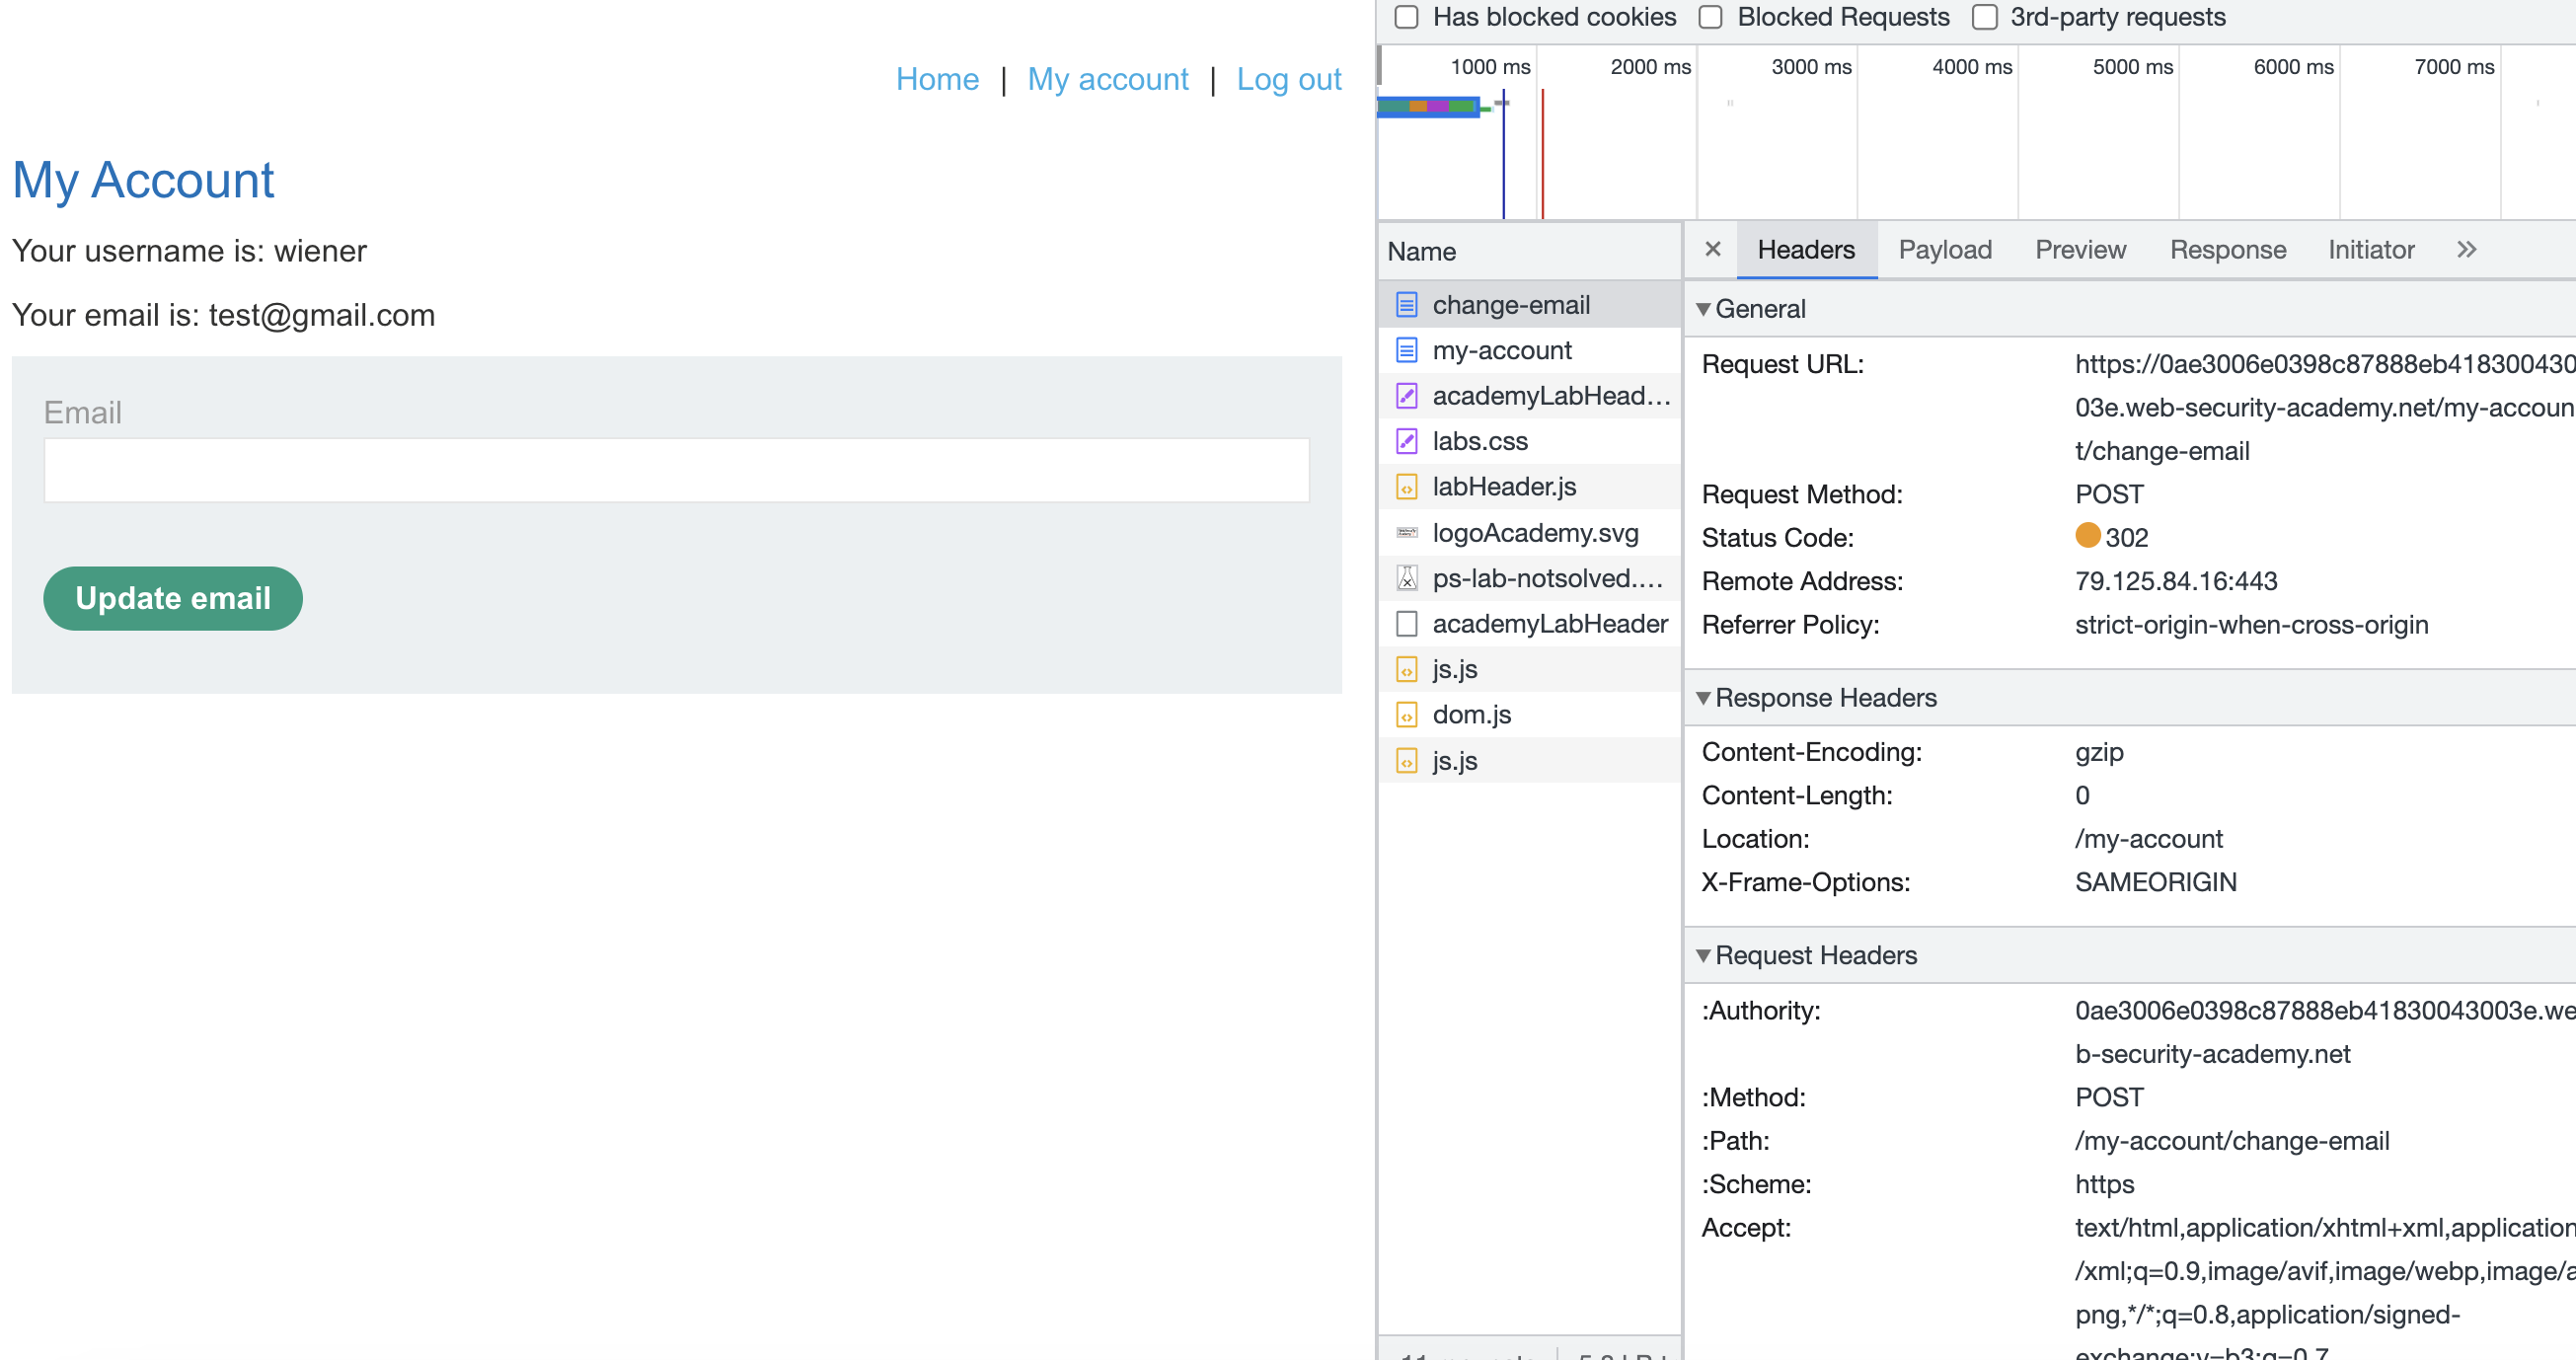 Home | My account | Log out
My Account
Your username is: wiener
Your email is: test@gmail.com
Email
Update email
Has blocked cookies Blocked Requests 3rd-party requests
1000 ms 2000 ms 3000 ms 4000 ms 5000 ms 6000 ms 7000 ms
Name
change-email
my-account
academyLabHead…
labs.css
labHeader.js
logoAcademy.svg
ps-lab-notsolved.…
academyLabHeader
js.js
dom.js
js.js
Headers Payload Preview Response Initiator
General
Request URL: https://0ae3006e0398c87888eb418300430
03e.web-security-academy.net/my-accoun
t/change-email
Request Method: POST
Status Code: 302
Remote Address: 79.125.84.16:443
Referrer Policy: strict-origin-when-cross-origin
Response Headers
Content-Encoding: gzip
Content-Length: 0
Location: /my-account
X-Frame-Options: SAMEORIGIN
Request Headers
:Authority: 0ae3006e0398c87888eb41830043003e.we
b-security-academy.net
:Method: POST
:Path: /my-account/change-email
:Scheme: https
Accept: text/html,application/xhtml+xml,application
/xml;q=0.9,image/avif,image/webp,image/a
png,*/*;q=0.8,application/signed-
exchange;v=b3;q=0.7